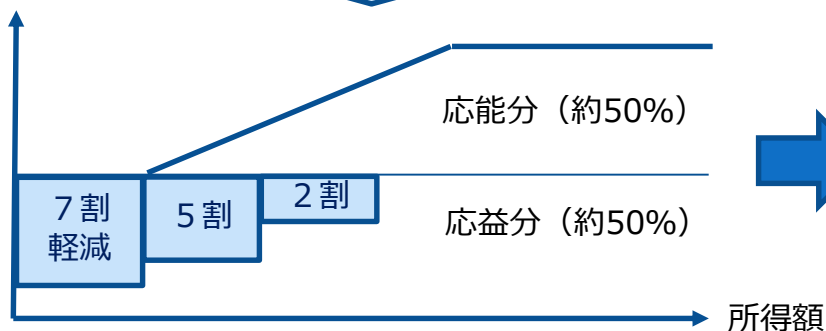 応能分（約50%）
７割
軽減
５割
２割
応益分（約50%）
所得額